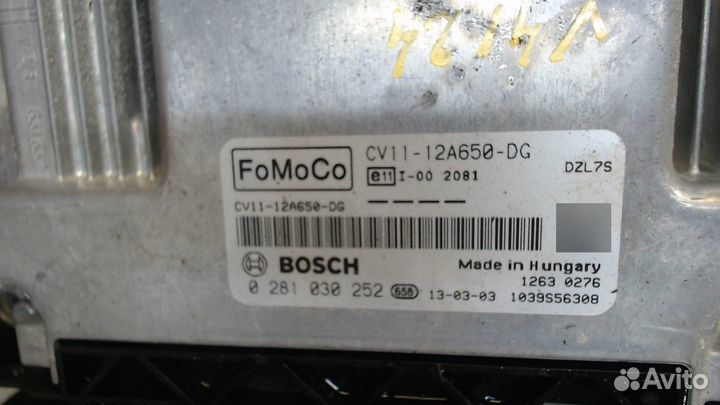 FoMoCo
CV11-12A650-DG
e11 I-00 2081
DZL7S
CV11-12A650-DG
BOSCH
Made in Hungary
1263 0276
0 281 030 252 658 13-03-03 1039S56308
Avito